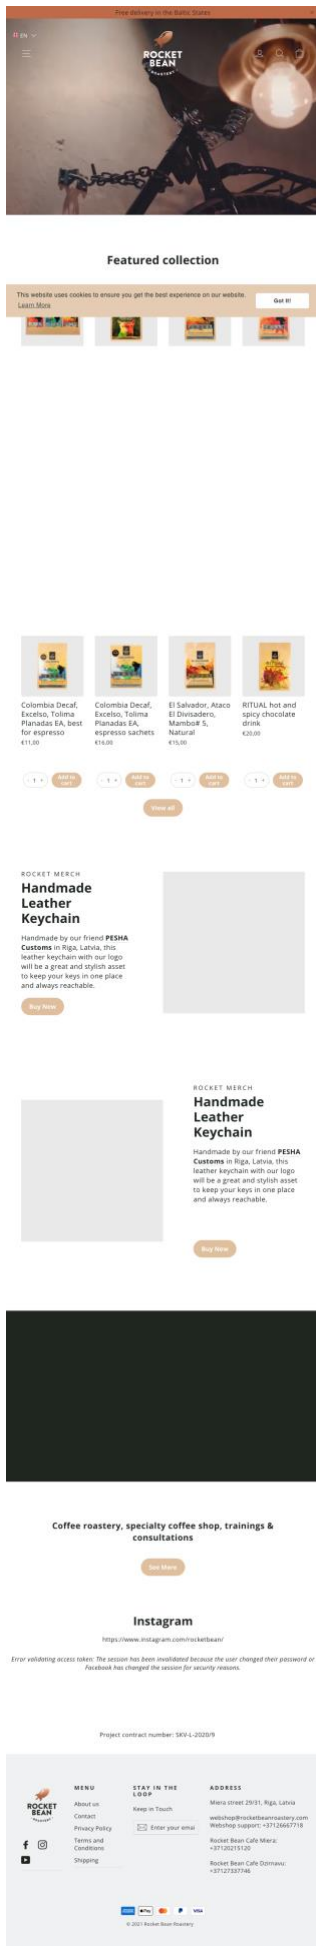 Free delivery in the Baltic States
EN
ROCKET
BEAN
ROASTERY
Featured collection
This website uses cookies to ensure you get the best experience on our website.
Learn More
Got it!
Colombia Decaf,
Excelso, Tolima
Planadas EA, best
for espresso
€11,00
Colombia Decaf,
Excelso, Tolima
Planadas EA,
espresso sachets
€16,00
El Salvador, Ataco
El Divisadero,
Mambo# S,
Natural
€15,00
RITUAL hot and
spicy chocolate
drink
€20,00
- 1 +
Add to
cart
- 1 +
Add to
cart
- 1 +
Add to
cart
- 1 +
Add to
cart
View all
ROCKET MERCH
Handmade
Leather
Keychain
Handmade by our friend PESHA
Customs in Riga, Latvia, this
leather keychain with our logo
will be a great and stylish asset
to keep your keys in one place
and always reachable.
Buy Now
ROCKET MERCH
Handmade
Leather
Keychain
Handmade by our friend PESHA
Customs in Riga, Latvia, this
leather keychain with our logo
will be a great and stylish asset
to keep your keys in one place
and always reachable.
Buy Now
Coffee roastery, specialty coffee shop, trainings &
consultations
See More
Instagram
https://www.instagram.com/rocketbean/
Error validating access token: The session has been invalidated because the user changed their password or
Facebook has changed the session for security reasons.
Project contract number: SKV-L-2020/9
ROCKET
BEAN
ROASTERY
MENU
About us
Contact
Privacy Policy
Terms and
Conditions
Shipping
STAY IN THE
LOOP
Keep in Touch
Enter your emai
ADDRESS
Miera street 29/31, Riga, Latvia
webshop@rocketbeanroastery.com
Webshop support: +37126667718
Rocket Bean Cafe Miera:
+37120215120
Rocket Bean Cafe Dzirnavu:
+37127337746
Pay
VISA
© 2021 Rocket Bean Roastery